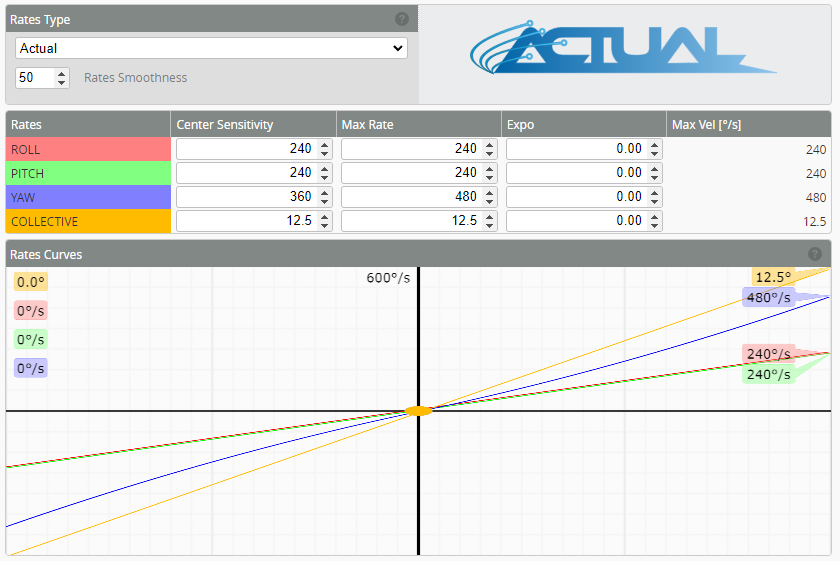 Rates Type ?
Actual
50 Rates Smoothness
ACTUAL
Rates Center Sensitivity Max Rate Expo Max Vel [°/s]
ROLL 240 240 0.00 240
PITCH 240 240 0.00 240
YAW 360 480 0.00 480
COLLECTIVE 12.5 12.5 0.00 12.5
Rates Curves ?
0.0° 600°/s 12.5°
480°/s
0°/s
0°/s 240°/s
0°/s 240°/s